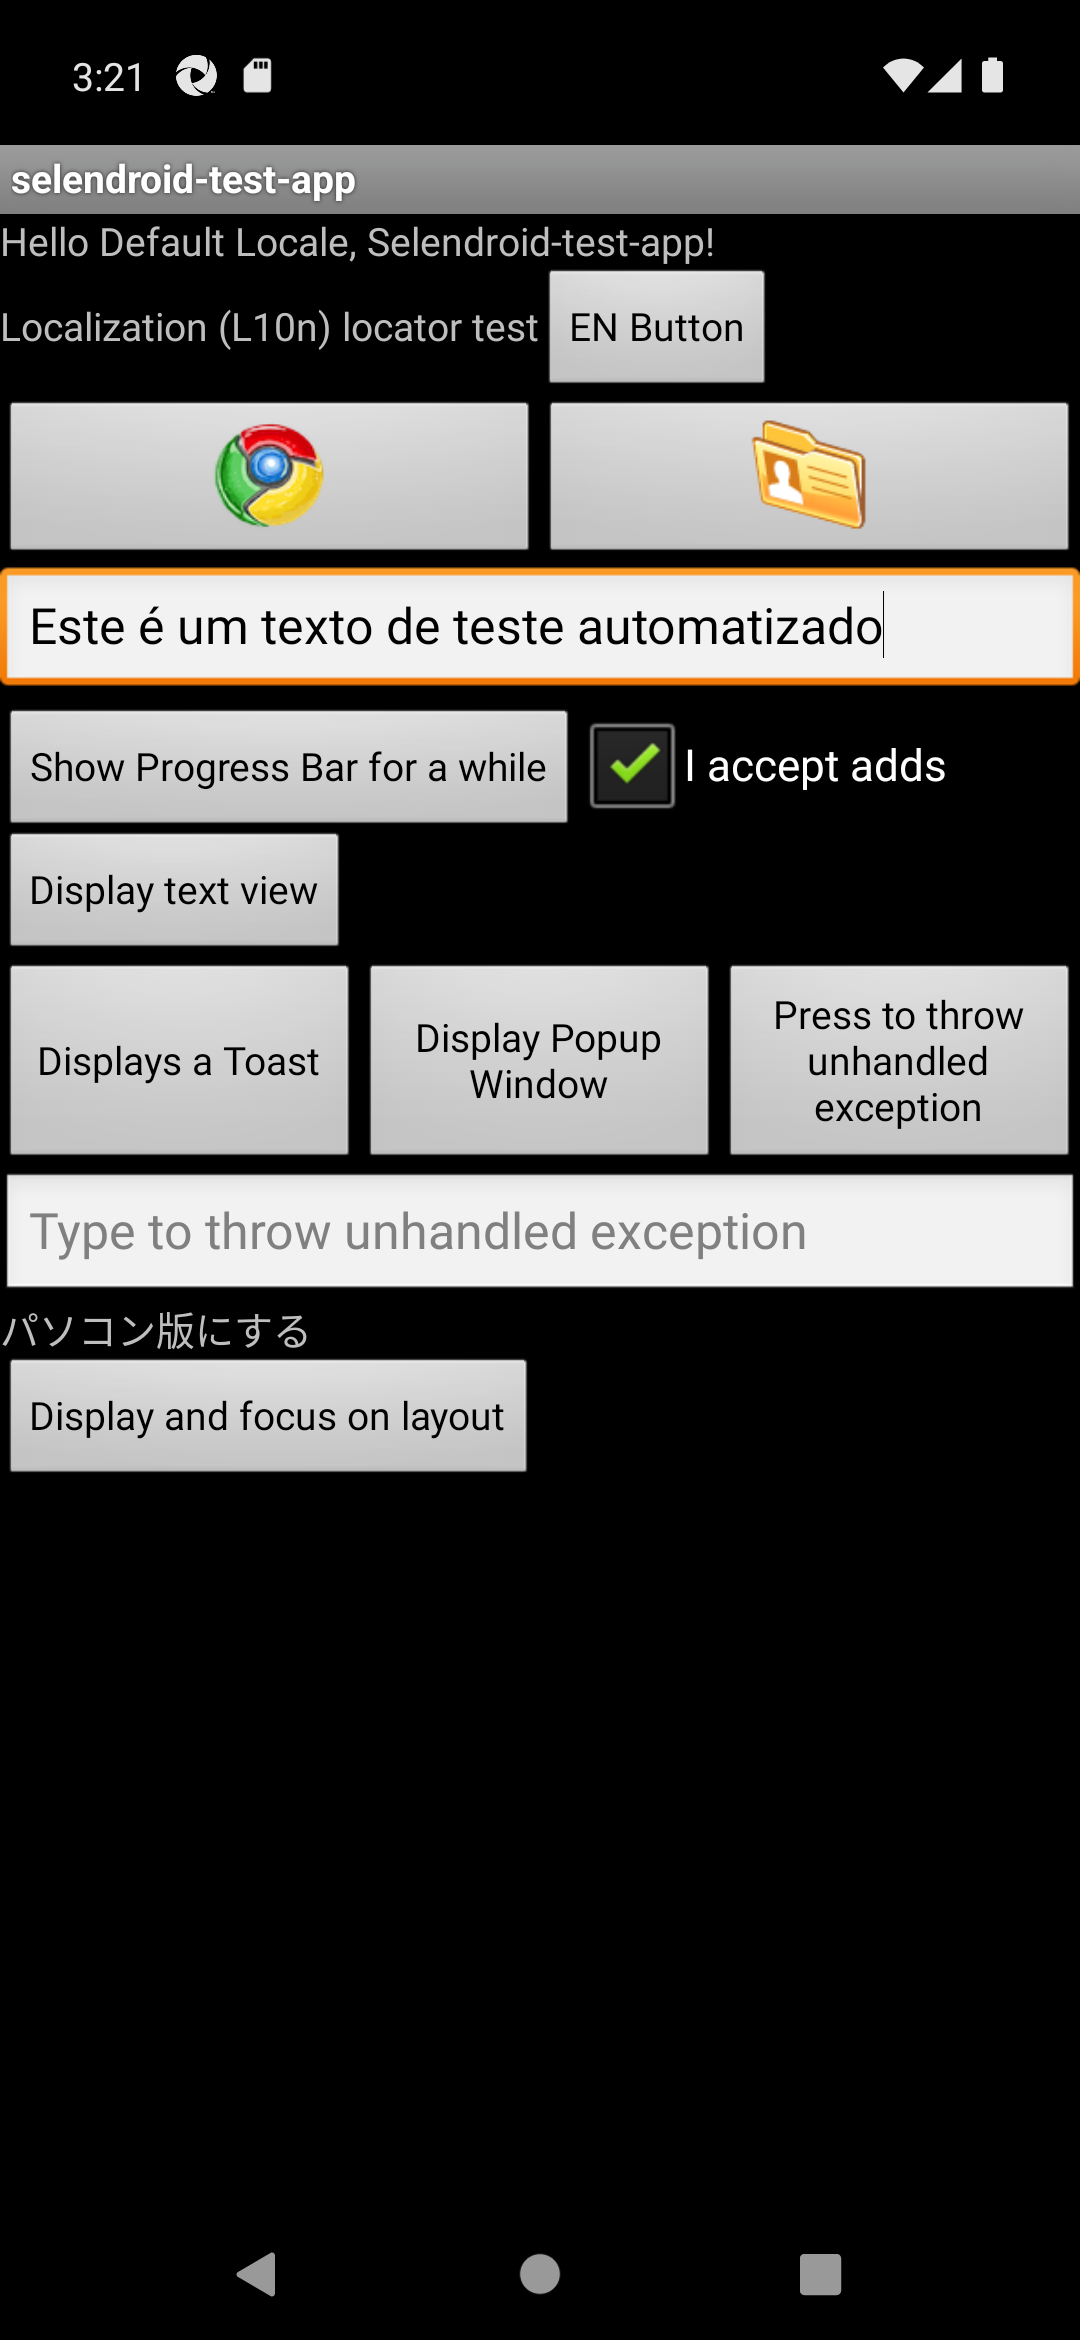 3:21
selendroid-test-app
Hello Default Locale, Selendroid-test-app!
Localization (L10n) locator test
EN Button
Este é um texto de teste automatizado
Show Progress Bar for a while
I accept adds
Display text view
Displays a Toast
Display Popup
Window
Press to throw
unhandled
exception
Type to throw unhandled exception
パソコン版にする
Display and focus on layout